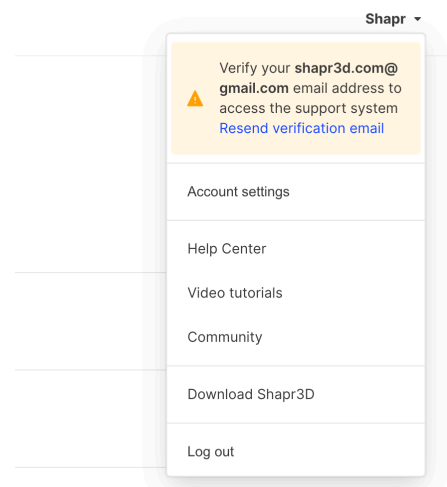 Shapr
Verify your shapr3d.com@
gmail.com email address to
access the support system
Resend verification email
Account settings
Help Center
Video tutorials
Community
Download Shapr3D
Log out